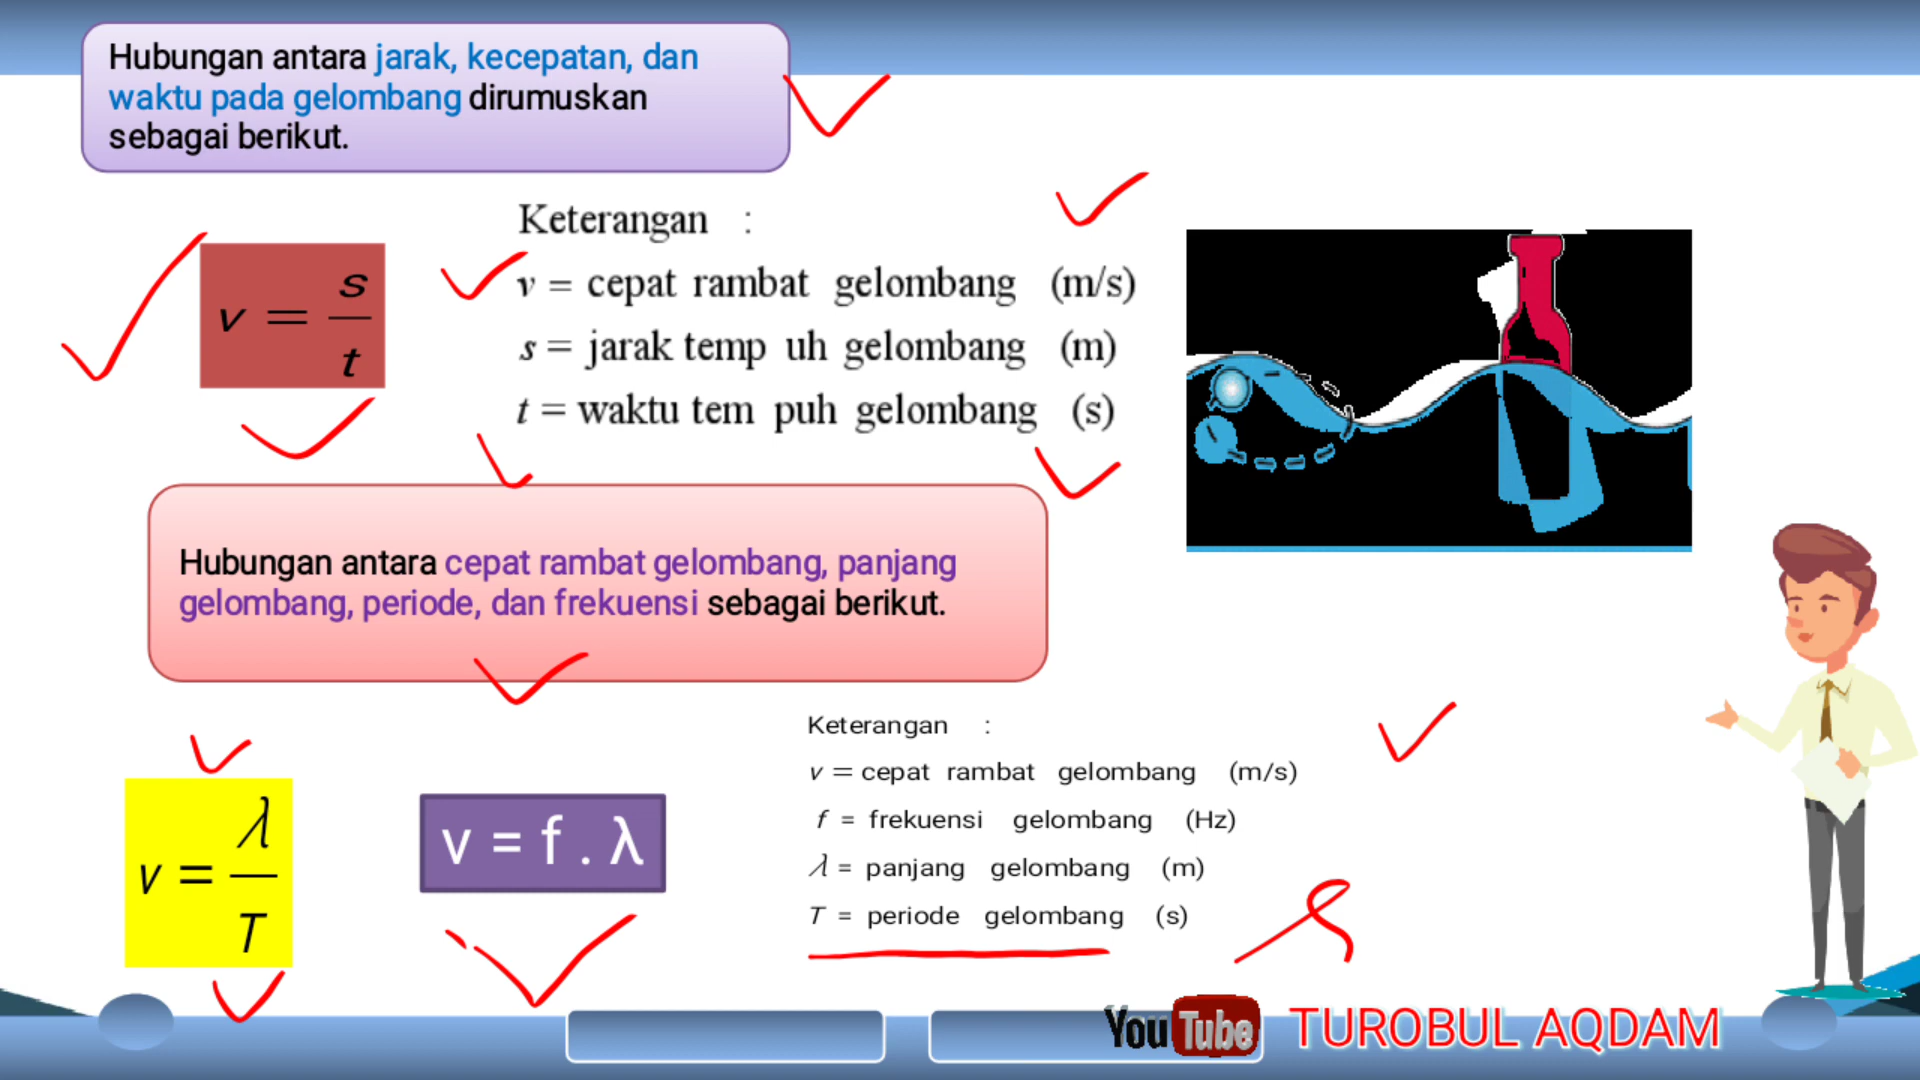 Hubungan antara jarak, kecepatan, dan
waktu pada gelombang dirumuskan
sebagai berikut.
v = s/t
Keterangan :
v = cepat rambat gelombang (m/s)
s = jarak temp uh gelombang (m)
t = waktu tem puh gelombang (s)
Hubungan antara cepat rambat gelombang, panjang
gelombang, periode, dan frekuensi sebagai berikut.
v = λ/T
v = f . λ
Keterangan :
v = cepat rambat gelombang (m/s)
f = frekuensi gelombang (Hz)
λ = panjang gelombang (m)
T = periode gelombang (s)
YouTube TUROBUL AQDAM